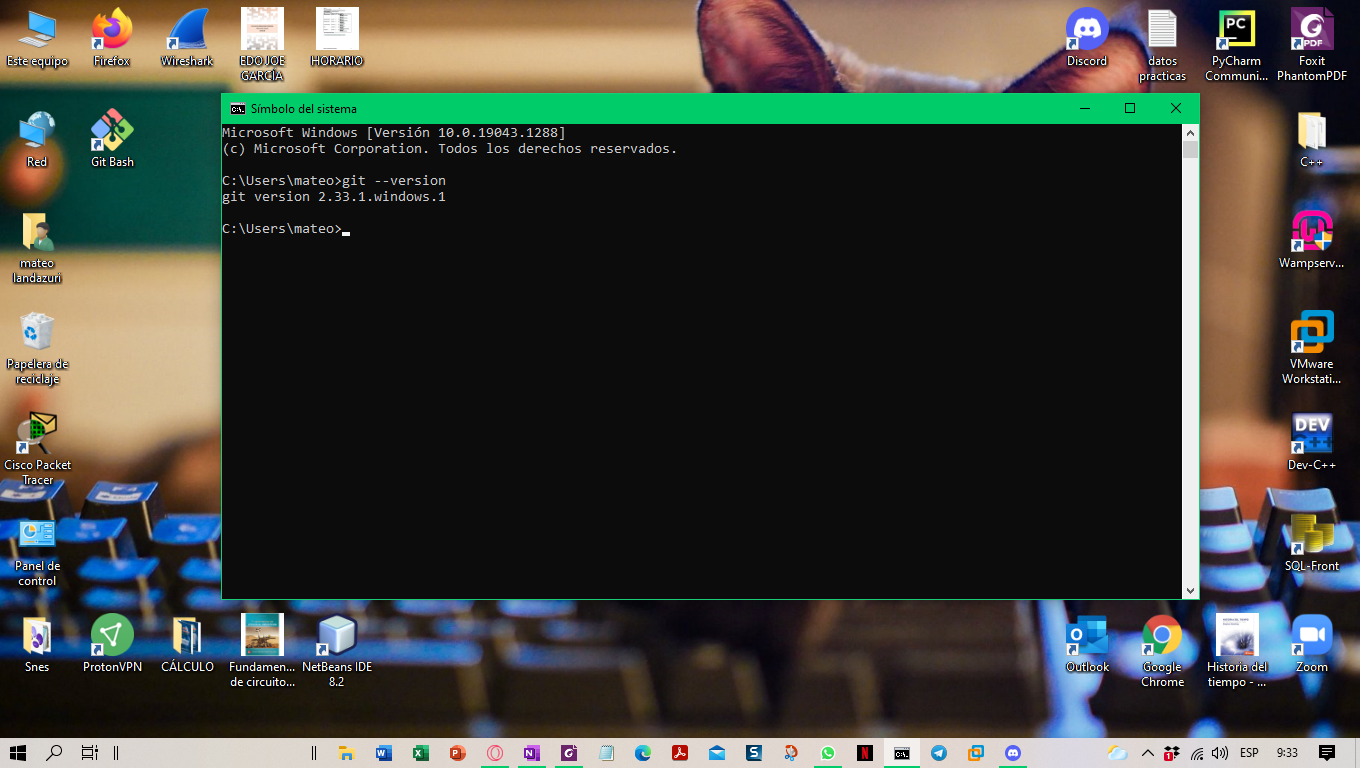 Este equipo
Firefox
Wireshark
EDO JOE
GARCÍA
HORARIO
Discord
datos
practicas
PC
PyCharm
Communi...
PDF
Foxit
PhantomPDF
Red
Git Bash
C++
mateo
landazuri
Wampserv...
Papelera de
reciclaje
VMware
Workstati...
Cisco Packet
Tracer
DEV
C++
Dev-C++
Panel de
control
SQL-Front
Snes
ProtonVPN
CÁLCULO
Fundamen...
de circuito...
NetBeans IDE
8.2
Outlook
Google
Chrome
Historia del
tiempo - ...
Zoom
Símbolo del sistema
Microsoft Windows [Versión 10.0.19043.1288]
(c) Microsoft Corporation. Todos los derechos reservados.
C:\Users\mateo>git --version
git version 2.33.1.windows.1
C:\Users\mateo>
ESP
9:33